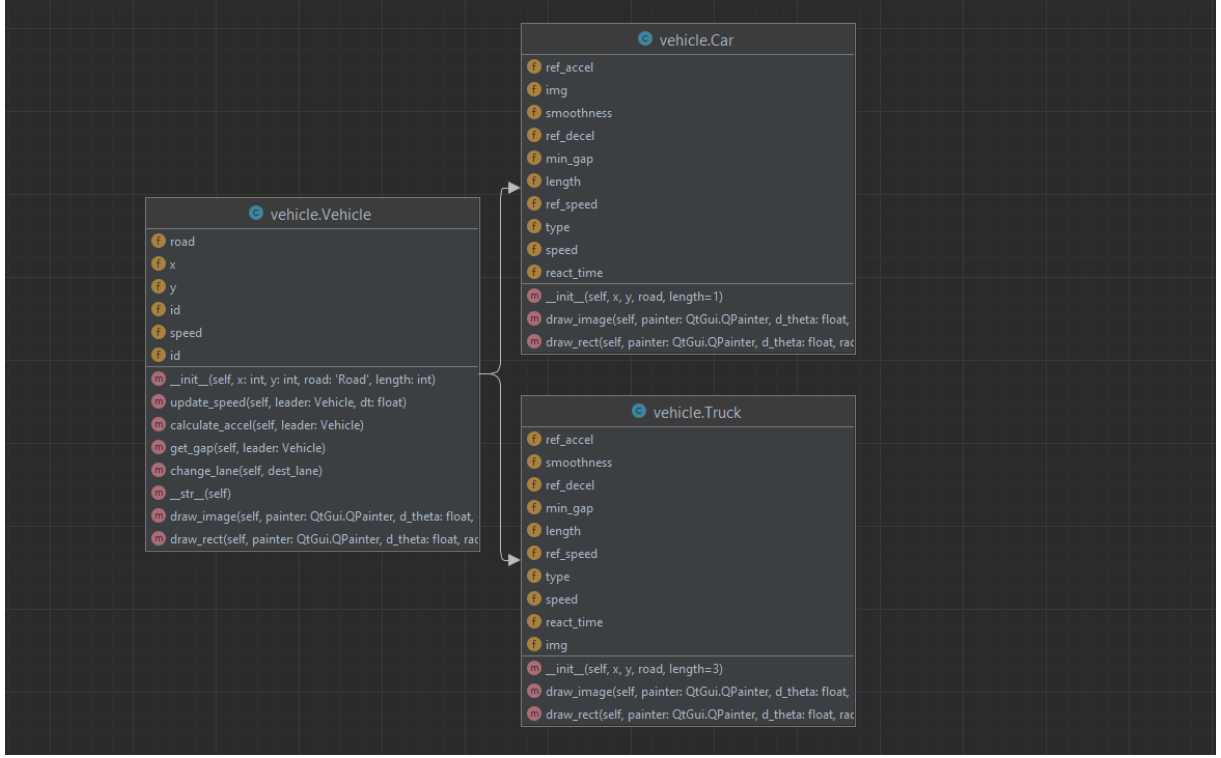 vehicle.Car
ref_accel
img
smoothness
ref_decel
min_gap
length
ref_speed
type
speed
react_time
__init__(self, x, y, road, length=1)
draw_image(self, painter: QtGui.QPainter, d_theta: float,
draw_rect(self, painter: QtGui.QPainter, d_theta: float, rac
vehicle.Vehicle
road
x
y
id
speed
id
__init__(self, x: int, y: int, road: 'Road', length: int)
update_speed(self, leader: Vehicle, dt: float)
calculate_accel(self, leader: Vehicle)
get_gap(self, leader: Vehicle)
change_lane(self, dest_lane)
__str__(self)
draw_image(self, painter: QtGui.QPainter, d_theta: float,
draw_rect(self, painter: QtGui.QPainter, d_theta: float, rac
vehicle.Truck
ref_accel
smoothness
ref_decel
min_gap
length
ref_speed
type
speed
react_time
img
__init__(self, x, y, road, length=3)
draw_image(self, painter: QtGui.QPainter, d_theta: float,
draw_rect(self, painter: QtGui.QPainter, d_theta: float, rac